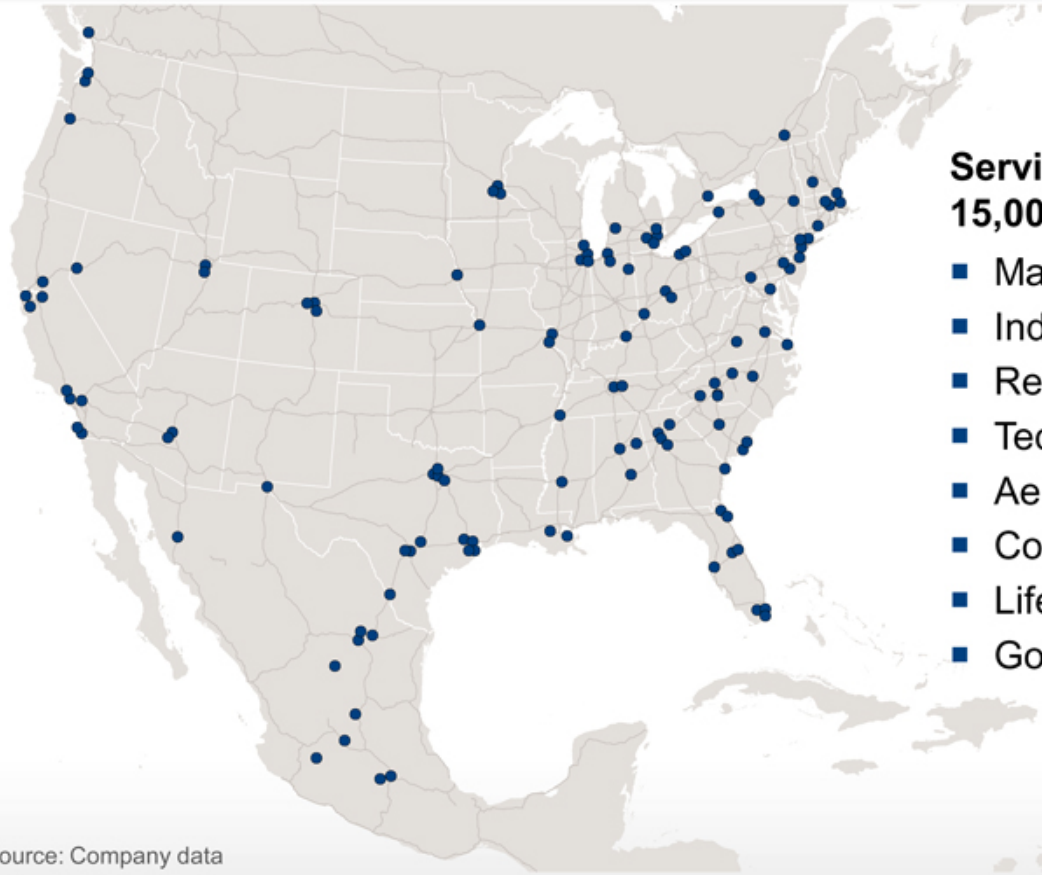 Servi
15,00
Ma
Ind
Re
Tec
Ae
Co
Life
Go
ource: Company data